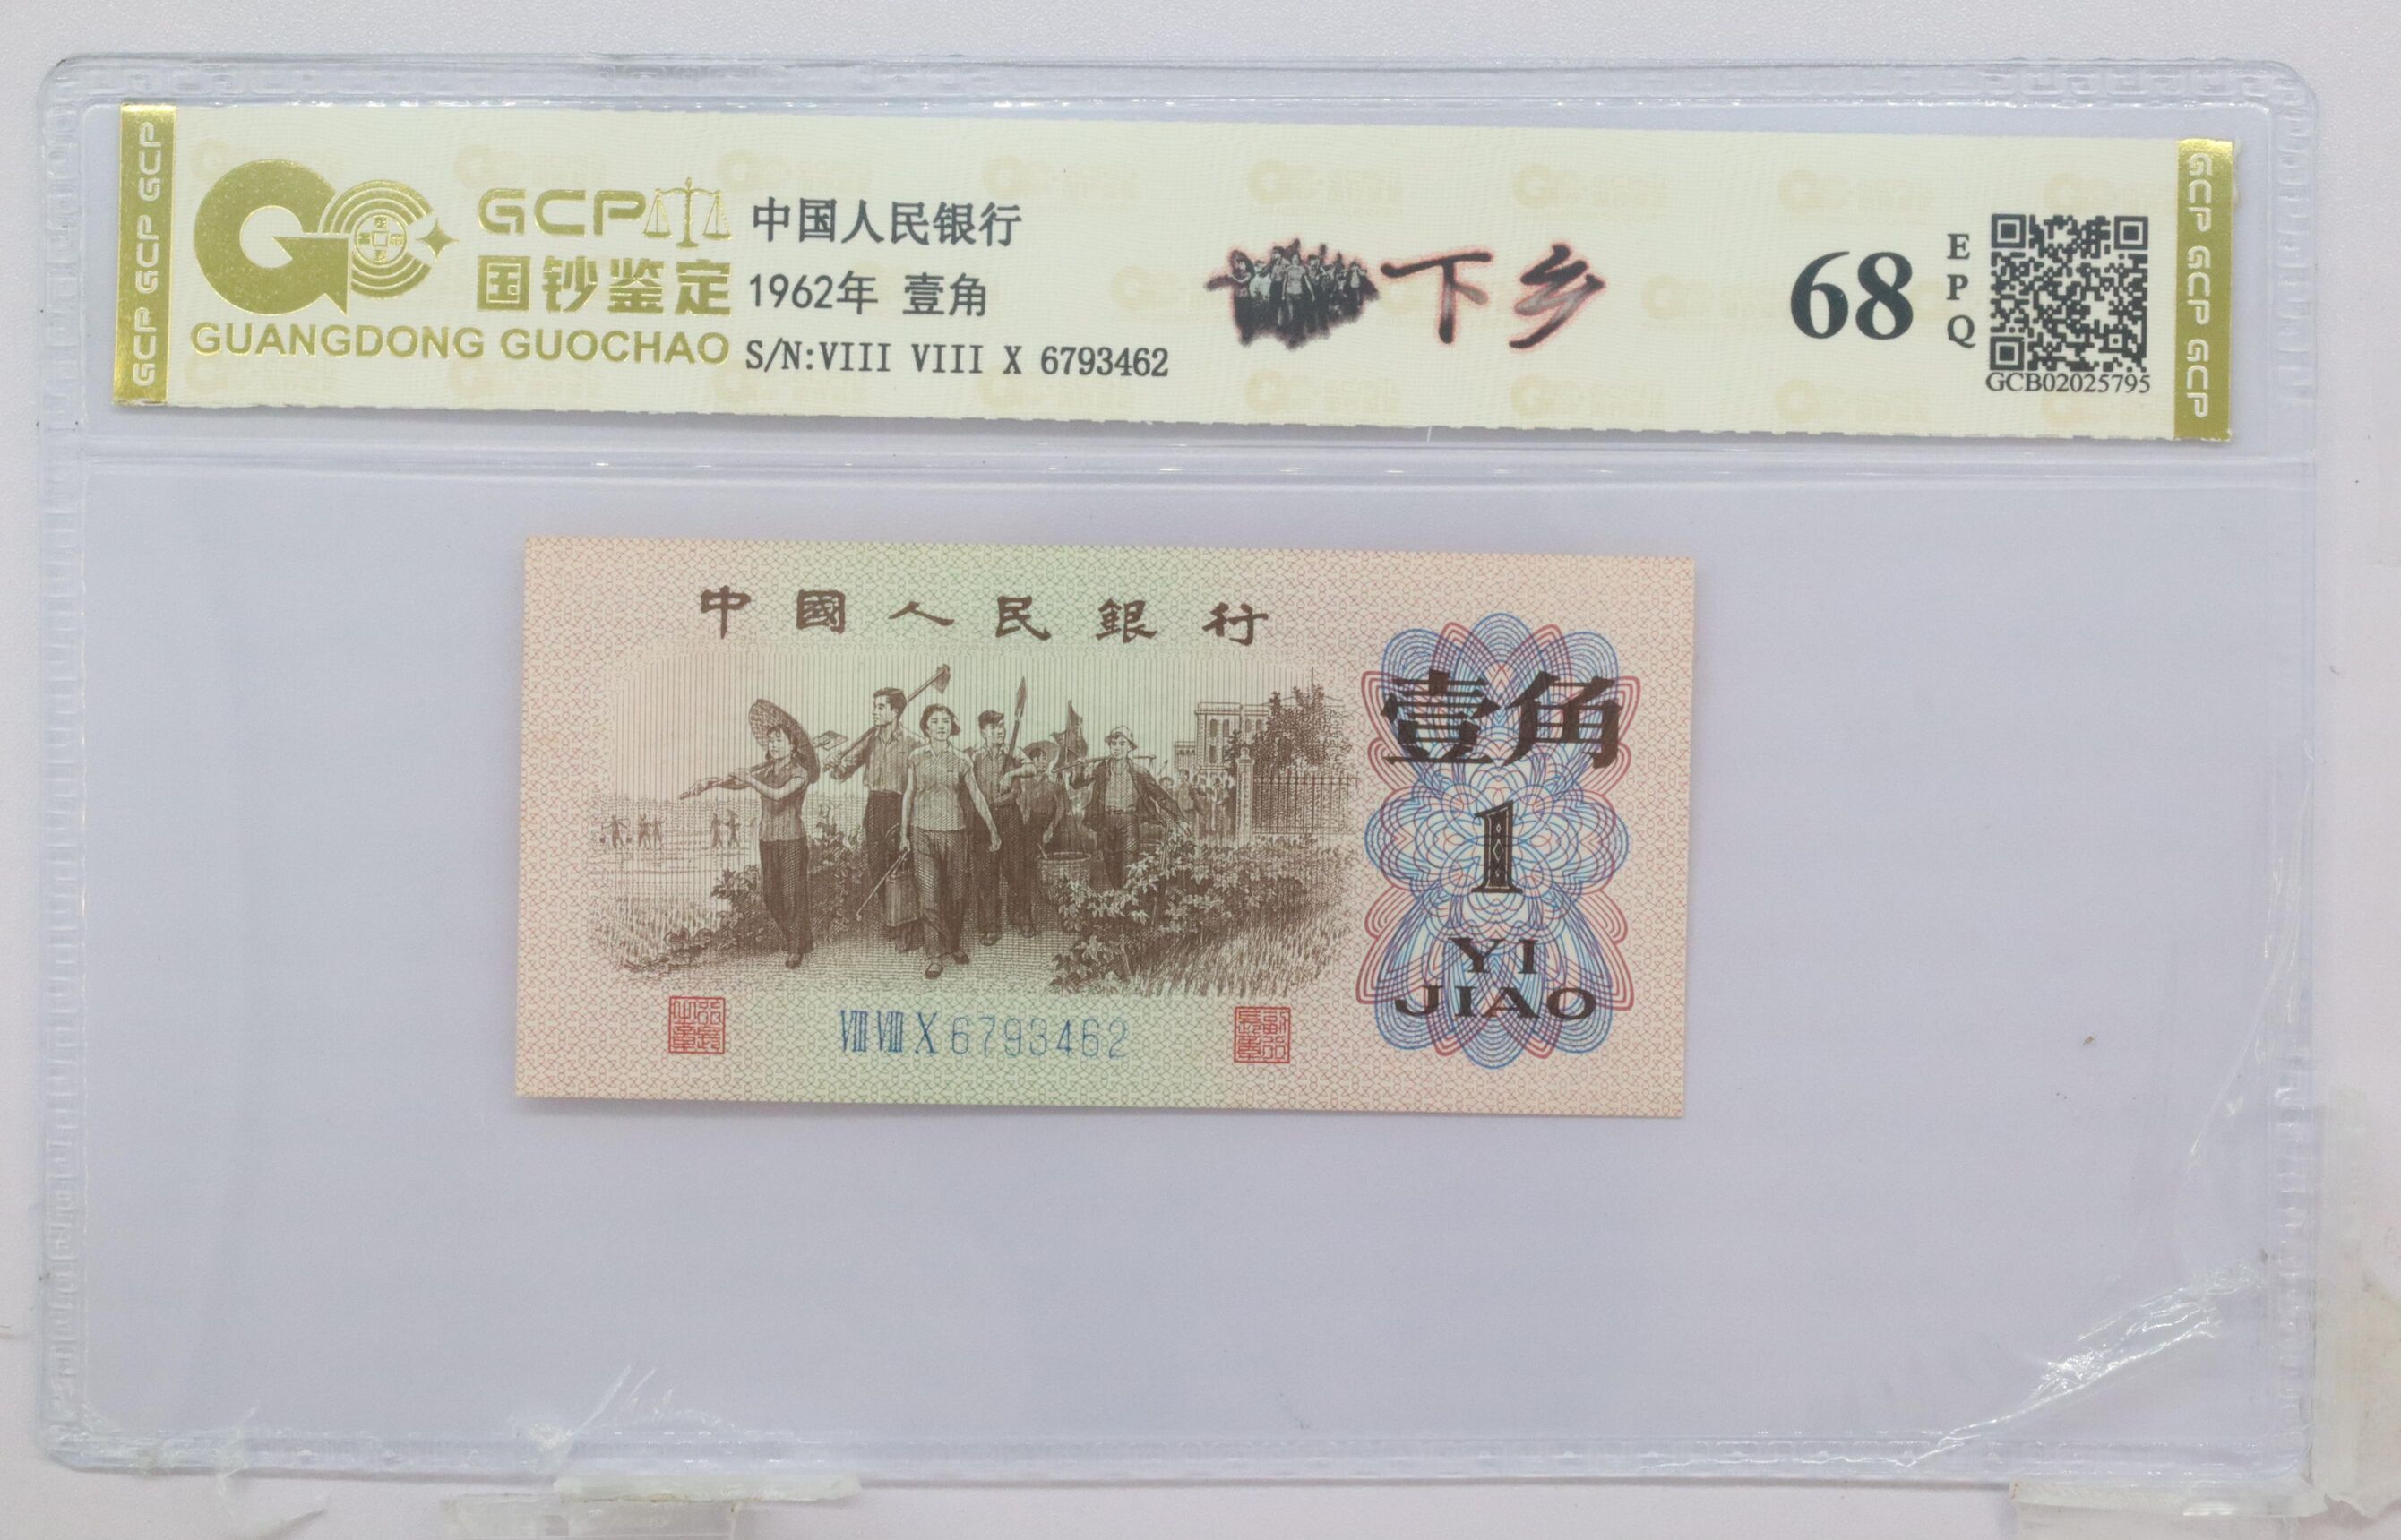 GCP GCP GCP
GCP
国钞鉴定
GUANGDONG GUOCHAO
中国人民银行
1962年 壹角
S/N:VIII VIII X 6793462
下乡
68
EPQ
GCB02025795
GCP GCP GCP
中國人民銀行
壹角
1
YI
JIAO
VIII VIII X 6793462